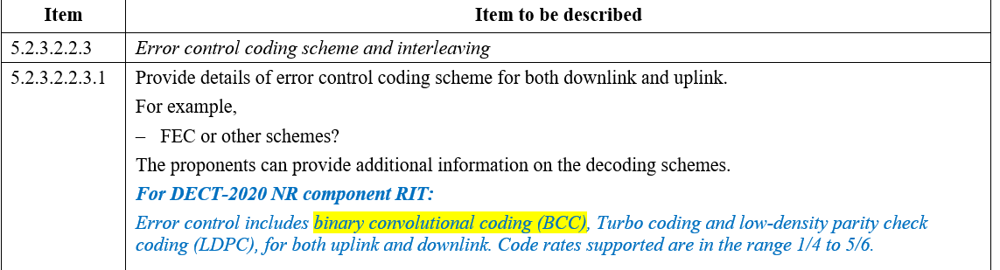 Item Item to be described
5.2.3.2.2.3 Error control coding scheme and interleaving
5.2.3.2.2.3.1 Provide details of error control coding scheme for both downlink and uplink.
For example,
– FEC or other schemes?
The proponents can provide additional information on the decoding schemes.
For DECT-2020 NR component RIT:
Error control includes binary convolutional coding (BCC), Turbo coding and low-density parity check
coding (LDPC), for both uplink and downlink. Code rates supported are in the range 1/4 to 5/6.